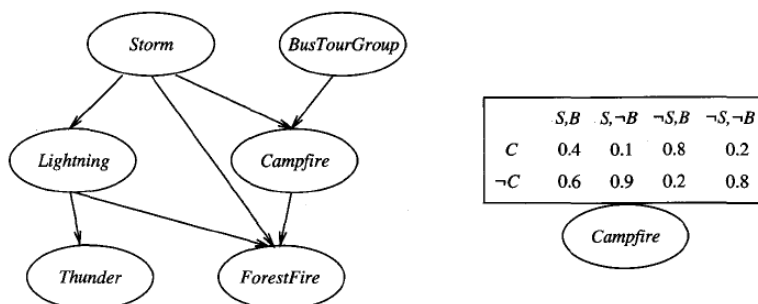 Storm
BusTourGroup
Lightning
Campfire
Thunder
ForestFire
S,B S,¬B ¬S,B ¬S,¬B
C 0.4 0.1 0.8 0.2
¬C 0.6 0.9 0.2 0.8
Campfire